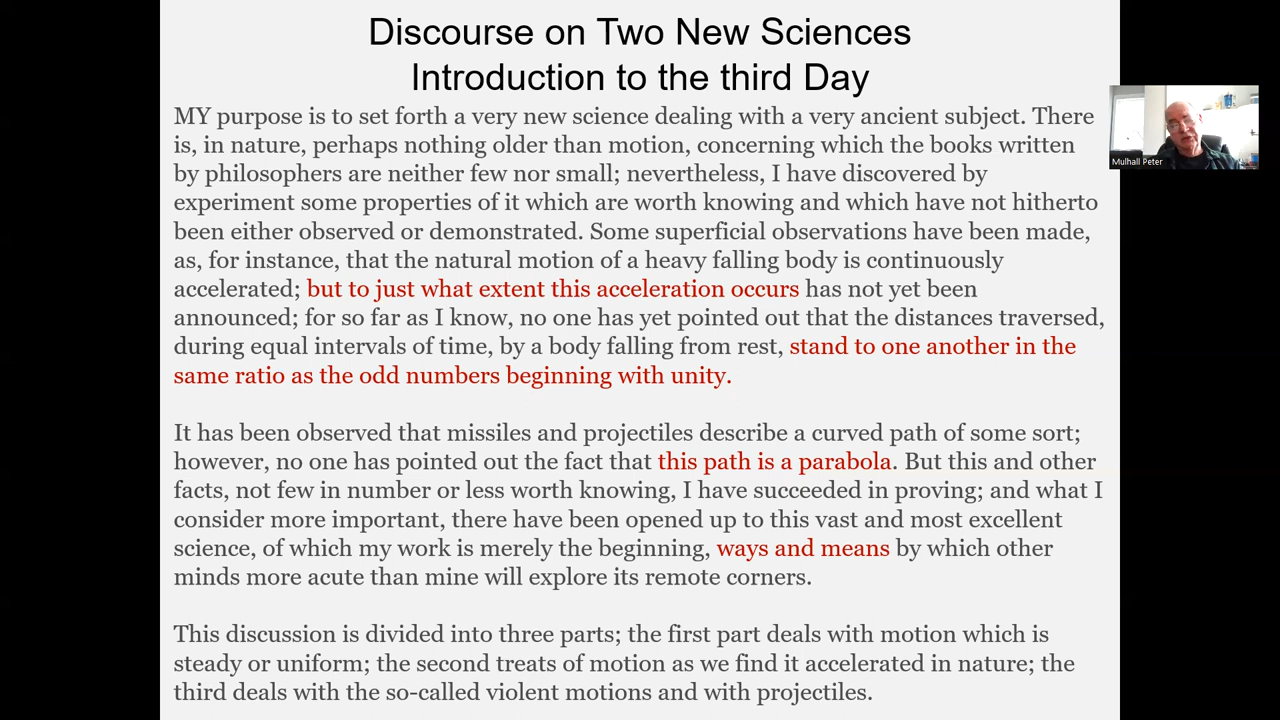 Discourse on Two New Sciences
Introduction to the third Day
MY purpose is to set forth a very new science dealing with a very ancient subject. There
is, in nature, perhaps nothing older than motion, concerning which the books written
by philosophers are neither few nor small; nevertheless, I have discovered by
experiment some properties of it which are worth knowing and which have not hitherto
been either observed or demonstrated. Some superficial observations have been made,
as, for instance, that the natural motion of a heavy falling body is continuously
accelerated; but to just what extent this acceleration occurs has not yet been
announced; for so far as I know, no one has yet pointed out that the distances traversed,
during equal intervals of time, by a body falling from rest, stand to one another in the
same ratio as the odd numbers beginning with unity.
It has been observed that missiles and projectiles describe a curved path of some sort;
however, no one has pointed out the fact that this path is a parabola. But this and other
facts, not few in number or less worth knowing, I have succeeded in proving; and what I
consider more important, there have been opened up to this vast and most excellent
science, of which my work is merely the beginning, ways and means by which other
minds more acute than mine will explore its remote corners.
This discussion is divided into three parts; the first part deals with motion which is
steady or uniform; the second treats of motion as we find it accelerated in nature; the
third deals with the so-called violent motions and with projectiles.
Mulhall Peter